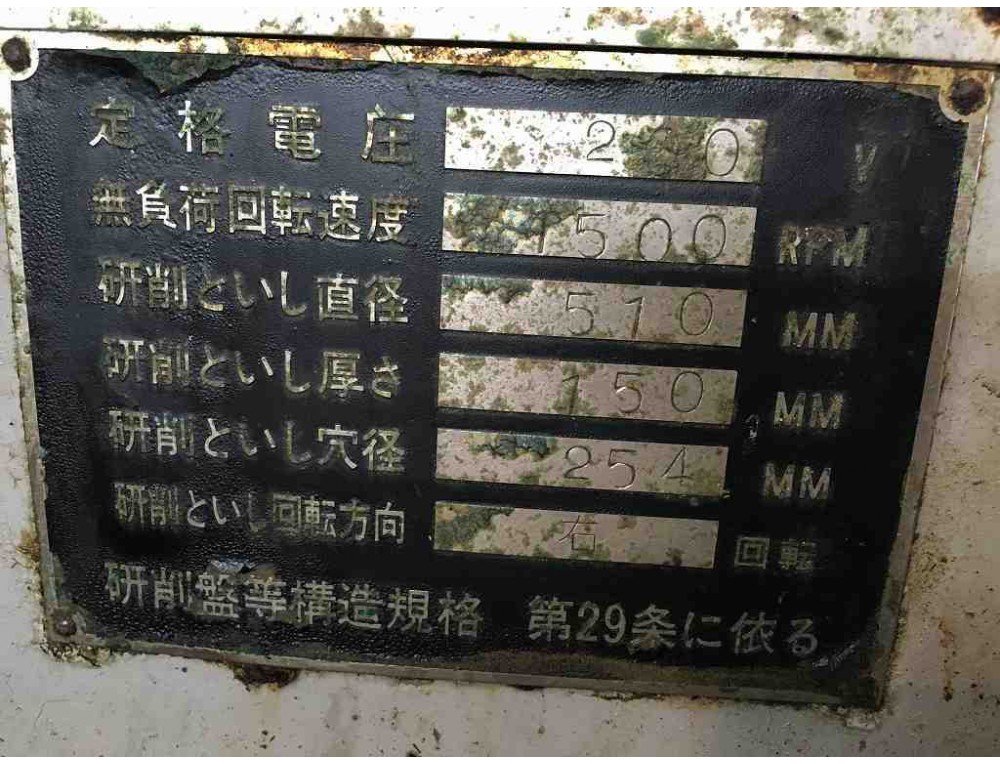 定格電圧 V
無負荷回転速度 1500 RPM
研削といし直径 510 MM
研削といし厚さ 150 MM
研削といし穴径 254 MM
研削といし回転方向 右 回転
研削盤等構造規格 第29条に依る